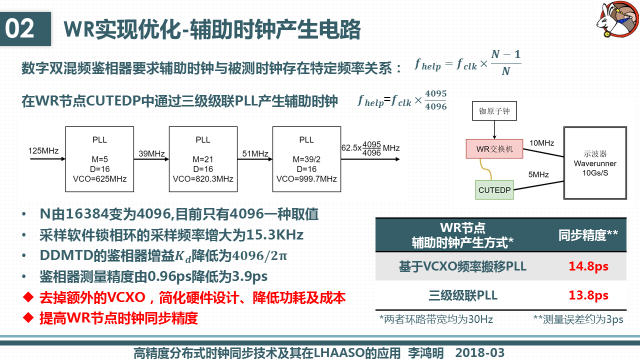 02 WR实现优化-辅助时钟产生电路
数字双混频鉴相器要求辅助时钟与被测时钟存在特定频率关系： f_help = f_clk × (N − 1)/N
在WR节点CUTEDP中通过三级级联PLL产生辅助时钟 f_help=f_clk × 4095/4096
125MHz
PLL
M=5
D=16
VCO=625MHz
39MHz
PLL
M=21
D=16
VCO=820.3MHz
51MHz
PLL
M=39/2
D=16
VCO=999.7MHz
62.5x4095/4096 MHz
铷原子钟
WR交换机
CUTEDP
10MHz
5MHz
示波器
Waverunner
10Gs/S
• N由16384变为4096,目前只有4096一种取值
• 采样软件锁相环的采样频率增大为15.3KHz
• DDMTD的鉴相器增益K_d降低为4096/2π
• 鉴相器测量精度由0.96ps降低为3.9ps
◆ 去掉额外的VCXO，简化硬件设计、降低功耗及成本
◆ 提高WR节点时钟同步精度
WR节点
辅助时钟产生方式* 同步精度**
基于VCXO频率搬移PLL 14.8ps
三级级联PLL 13.8ps
*两者环路带宽均为30Hz **测量误差约为3ps
高精度分布式时钟同步技术及其在LHAASO的应用 李鸿明 2018-03